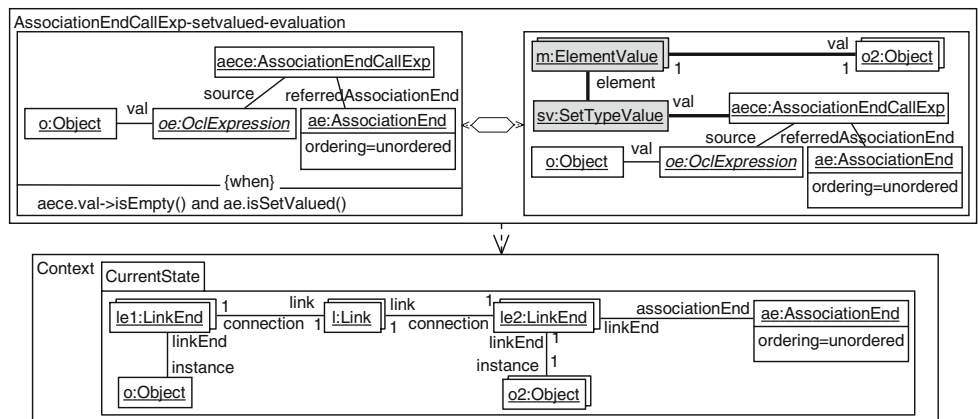 AssociationEndCallExp-setvalued-evaluation
aece:AssociationEndCallExp
source
referredAssociationEnd
o:Object
val
oe:OclExpression
ae:AssociationEnd
ordering=unordered
{when}
aece.val->isEmpty() and ae.isSetValued()
m:ElementValue
1
val
1
o2:Object
element
sv:SetTypeValue
val
aece:AssociationEndCallExp
source
referredAssociationEnd
o:Object
val
oe:OclExpression
ae:AssociationEnd
ordering=unordered
Context
CurrentState
le1:LinkEnd
1
connection
link
1
l:Link
link
1
1
connection
le2:LinkEnd
associationEnd
linkEnd
ae:AssociationEnd
ordering=unordered
linkEnd
instance
o:Object
linkEnd
1
instance
1
o2:Object